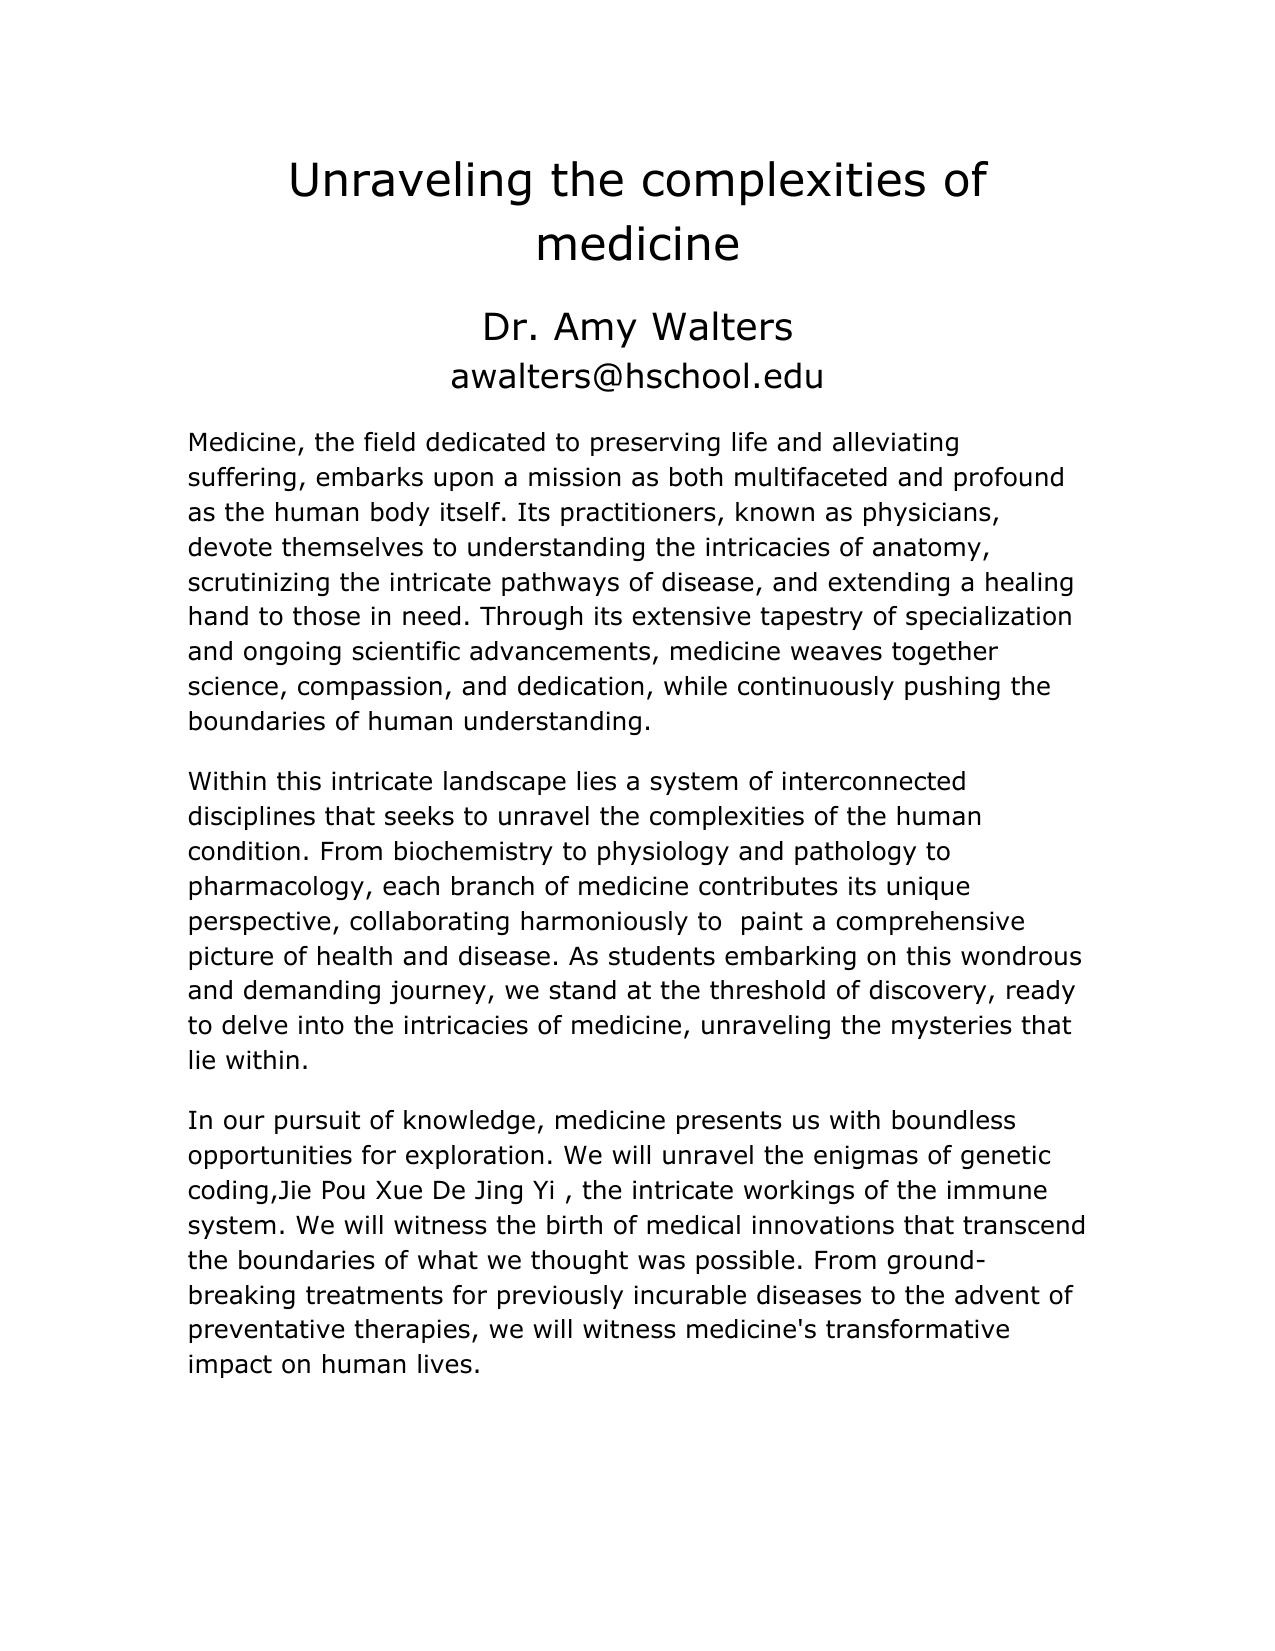 Unraveling the complexities of
medicine
Dr. Amy Walters
awalters@hschool.edu
Medicine, the field dedicated to preserving life and alleviating
suffering, embarks upon a mission as both multifaceted and profound
as the human body itself. Its practitioners, known as physicians,
devote themselves to understanding the intricacies of anatomy,
scrutinizing the intricate pathways of disease, and extending a healing
hand to those in need. Through its extensive tapestry of specialization
and ongoing scientific advancements, medicine weaves together
science, compassion, and dedication, while continuously pushing the
boundaries of human understanding.
Within this intricate landscape lies a system of interconnected
disciplines that seeks to unravel the complexities of the human
condition. From biochemistry to physiology and pathology to
pharmacology, each branch of medicine contributes its unique
perspective, collaborating harmoniously to  paint a comprehensive
picture of health and disease. As students embarking on this wondrous
and demanding journey, we stand at the threshold of discovery, ready
to delve into the intricacies of medicine, unraveling the mysteries that
lie within.
In our pursuit of knowledge, medicine presents us with boundless
opportunities for exploration. We will unravel the enigmas of genetic
coding,Jie Pou Xue De Jing Yi , the intricate workings of the immune
system. We will witness the birth of medical innovations that transcend
the boundaries of what we thought was possible. From ground-
breaking treatments for previously incurable diseases to the advent of
preventative therapies, we will witness medicine's transformative
impact on human lives.